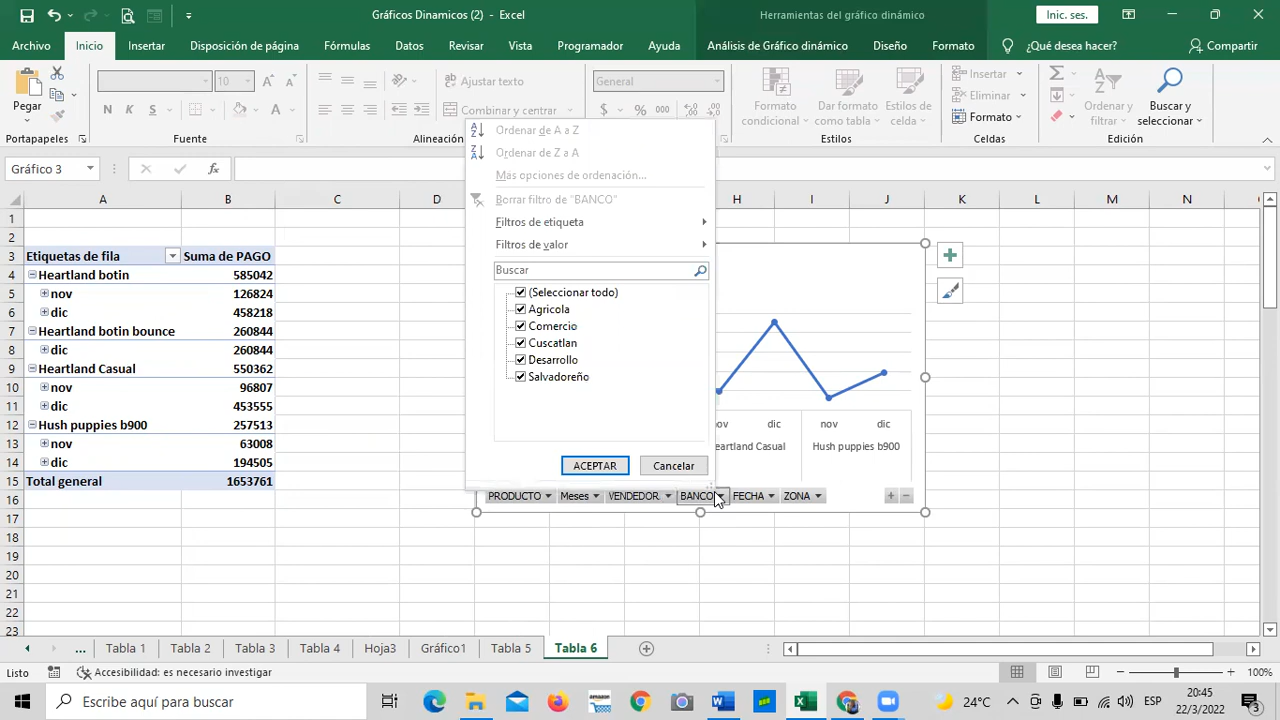 Gráficos Dinamicos (2) - Excel
Herramientas del gráfico dinámico
Inic. ses.
Archivo Inicio Insertar Disposición de página Fórmulas Datos Revisar Vista Programador Ayuda Análisis de Gráfico dinámico Diseño Formato ¿Qué desea hacer? Compartir
Pegar
N K S
10
A A
Ajustar texto
Combinar y centrar
General
$ % 000
Formato condicional
Dar formato como tabla
Estilos de celda
Insertar
Eliminar
Formato
Ordenar y filtrar
Buscar y seleccionar
Portapapeles Fuente Alineación Estilos Celdas
Gráfico 3
fx
A B C D H I J K L M N
1
2
3 Etiquetas de fila Suma de PAGO
4 Heartland botin 585042
5 nov 126824
6 dic 458218
7 Heartland botin bounce 260844
8 dic 260844
9 Heartland Casual 550362
10 nov 96807
11 dic 453555
12 Hush puppies b900 257513
13 nov 63008
14 dic 194505
15 Total general 1653761
16
17
18
19
20
21
22
23
Ordenar de A a Z
Ordenar de Z a A
Más opciones de ordenación...
Borrar filtro de "BANCO"
Filtros de etiqueta
Filtros de valor
Buscar
(Seleccionar todo)
Agricola
Comercio
Cuscatlan
Desarrollo
Salvadoreño
ACEPTAR Cancelar
ov dic nov dic
eartland Casual Hush puppies b900
PRODUCTO Meses VENDEDOR. BANCO FECHA ZONA
... Tabla 1 Tabla 2 Tabla 3 Tabla 4 Hoja3 Gráfico1 Tabla 5 Tabla 6
Listo Accesibilidad: es necesario investigar 100%
Escribe aquí para buscar
24°C
ESP
20:45
22/3/2022
3